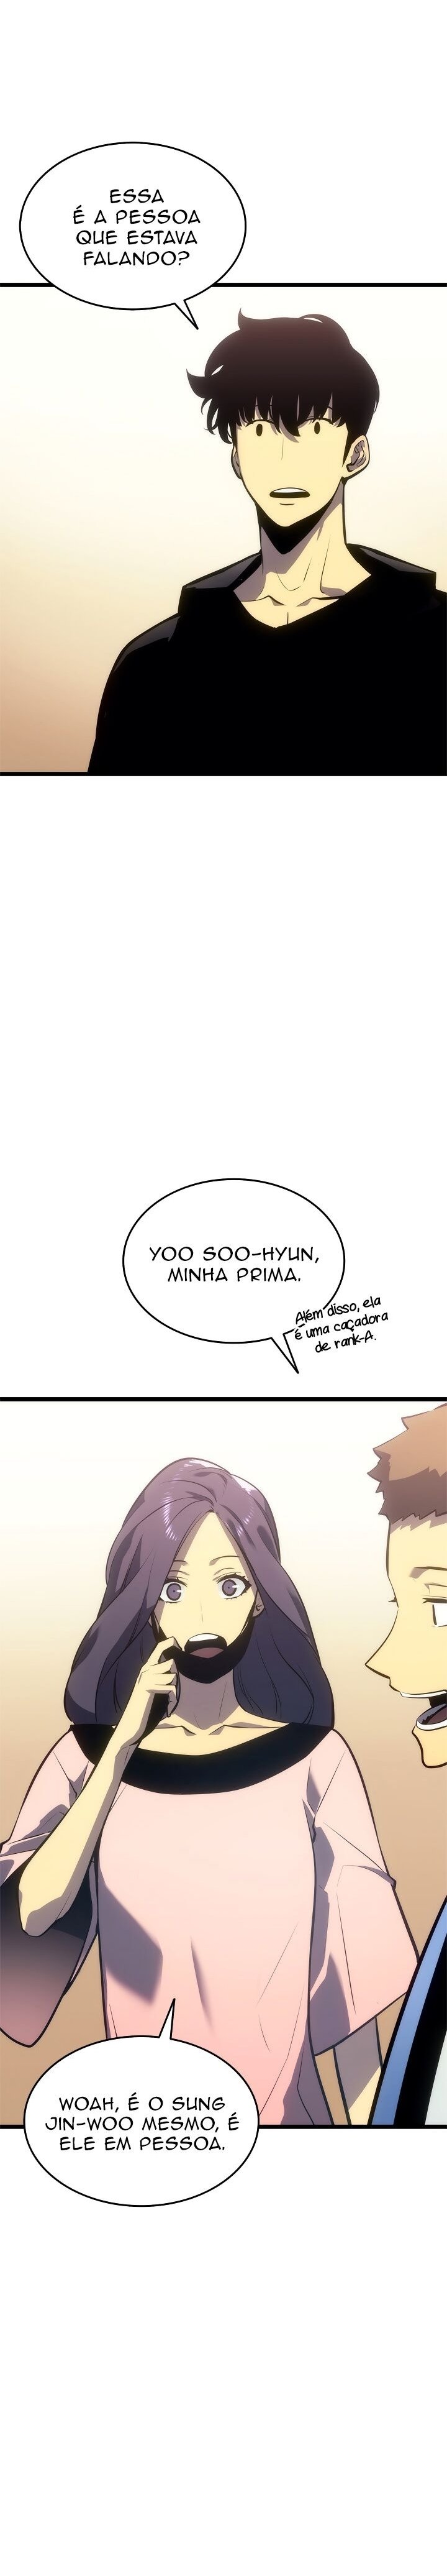 ESSA
É A PESSOA
QUE ESTAVA
FALANDO?
YOO SOO-HYUN,
MINHA PRIMA.
Além disso, ela
é uma caçadora
de rank-A.
WOAH, É O SUNG
JIN-WOO MESMO, É
ELE EM PESSOA.